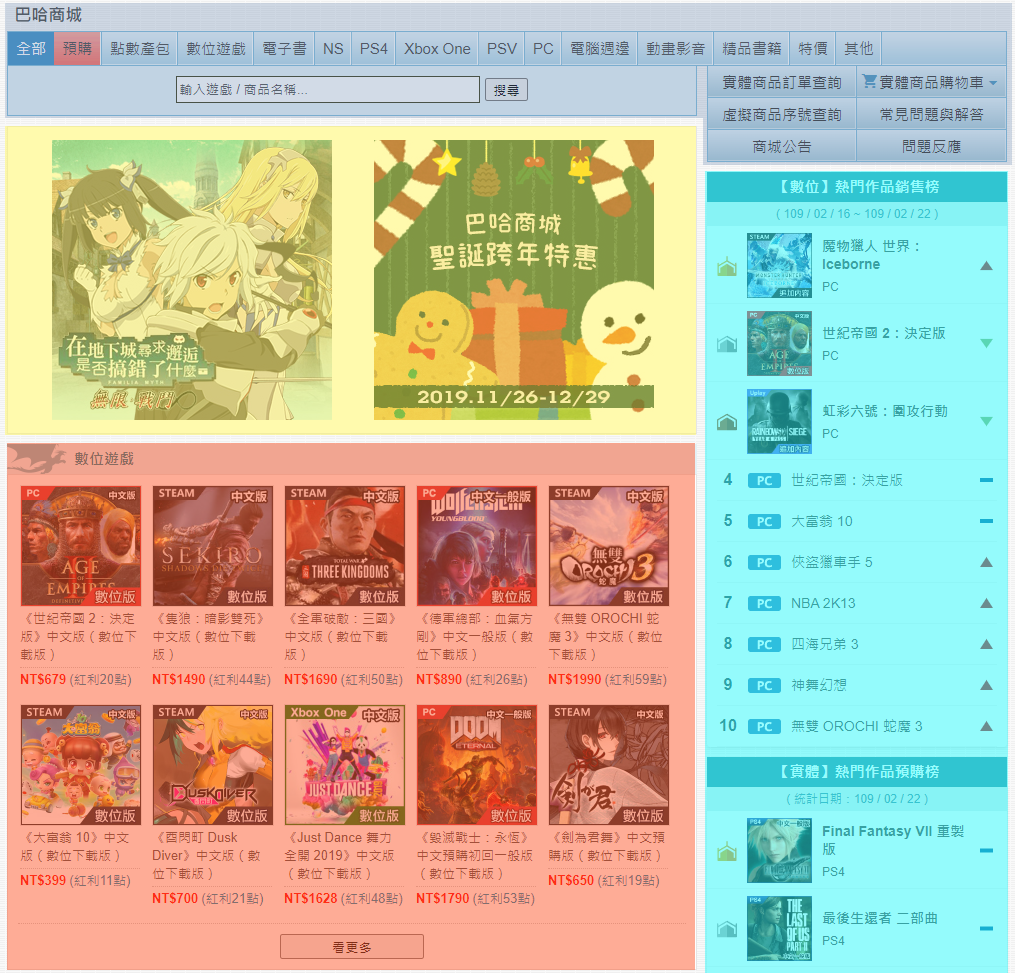 巴哈商城
全部 預購 點數產包 數位遊戲 電子書 NS PS4 Xbox One PSV PC 電腦週邊 動畫影音 精品書籍 特價 其他
輸入遊戲 / 商品名稱... 搜尋
實體商品訂單查詢 實體商品購物車
虛擬商品序號查詢 常見問題與解答
商城公告 問題反應
在地下城尋求邂逅
是否搞錯了什麼
FAMILIA MYTH
無限†戰鬥
巴哈商城
聖誕跨年特惠
2019.11/26-12/29
數位遊戲
PC 中文版
AGE
OF
EMPIRES
DEFINITIVE EDITION
數位版
《世紀帝國 2：決定
版》中文版（數位下
載版）
NT$679 (紅利20點)
STEAM 中文版
SEKIRO
SHADOWS DIE TWICE
數位版
《隻狼：暗影雙死》
中文版（數位下載
版）
NT$1490 (紅利44點)
STEAM 中文版
TOTAL WAR
THREE KINGDOMS
數位版
《全軍破敵：三國》
中文版（數位下載
版）
NT$1690 (紅利50點)
PC 中文一般版
Wolfenstein
YOUNGBLOOD
數位版
《德軍總部：血氣方
剛》中文一般版（數
位下載版）
NT$890 (紅利26點)
STEAM 中文版
無雙
OROCHI 3
蛇魔
數位版
《無雙 OROCHI 蛇
魔 3》中文版（數位
下載版）
NT$1990 (紅利59點)
STEAM 中文版
大富翁
數位版
《大富翁 10》中文
版（數位下載版）
NT$399 (紅利11點)
STEAM 中文版
DUSK DIVER
數位版
《酉閃町 Dusk
Diver》中文版（數
位下載版）
NT$700 (紅利21點)
Xbox One 中文版
JUST DANCE
數位版
《Just Dance 舞力
全開 2019》中文版
（數位下載版）
NT$1628 (紅利48點)
PC 中文一般版
DOOM
ETERNAL
數位版
《毀滅戰士：永恆》
中文預購初回一般版
（數位下載版）
NT$1790 (紅利53點)
STEAM 中文版
劍が君
數位版
《劍為君舞》中文預
購版（數位下載版）
NT$650 (紅利19點)
看更多
【數位】熱門作品銷售榜
( 109 / 02 / 16 ~ 109 / 02 / 22 )
STEAM
MONSTER HUNTER
追加內容
魔物獵人 世界：
Iceborne
PC
PC 中文版
AGE
OF
EMPIRES
數位版
世紀帝國 2：決定版
PC
Uplay
RAINBOW SIX SIEGE
YEAR 4 PASS
追加內容
虹彩六號：圍攻行動
PC
4 PC 世紀帝國：決定版
5 PC 大富翁 10
6 PC 俠盜獵車手 5
7 PC NBA 2K13
8 PC 四海兄弟 3
9 PC 神舞幻想
10 PC 無雙 OROCHI 蛇魔 3
【實體】熱門作品預購榜
( 統計日期：109 / 02 / 22 )
PS4 中文一般版
Final Fantasy VII 重製
版
PS4
PS4
THE
LAST
OF US
PART II
最後生還者 二部曲
PS4